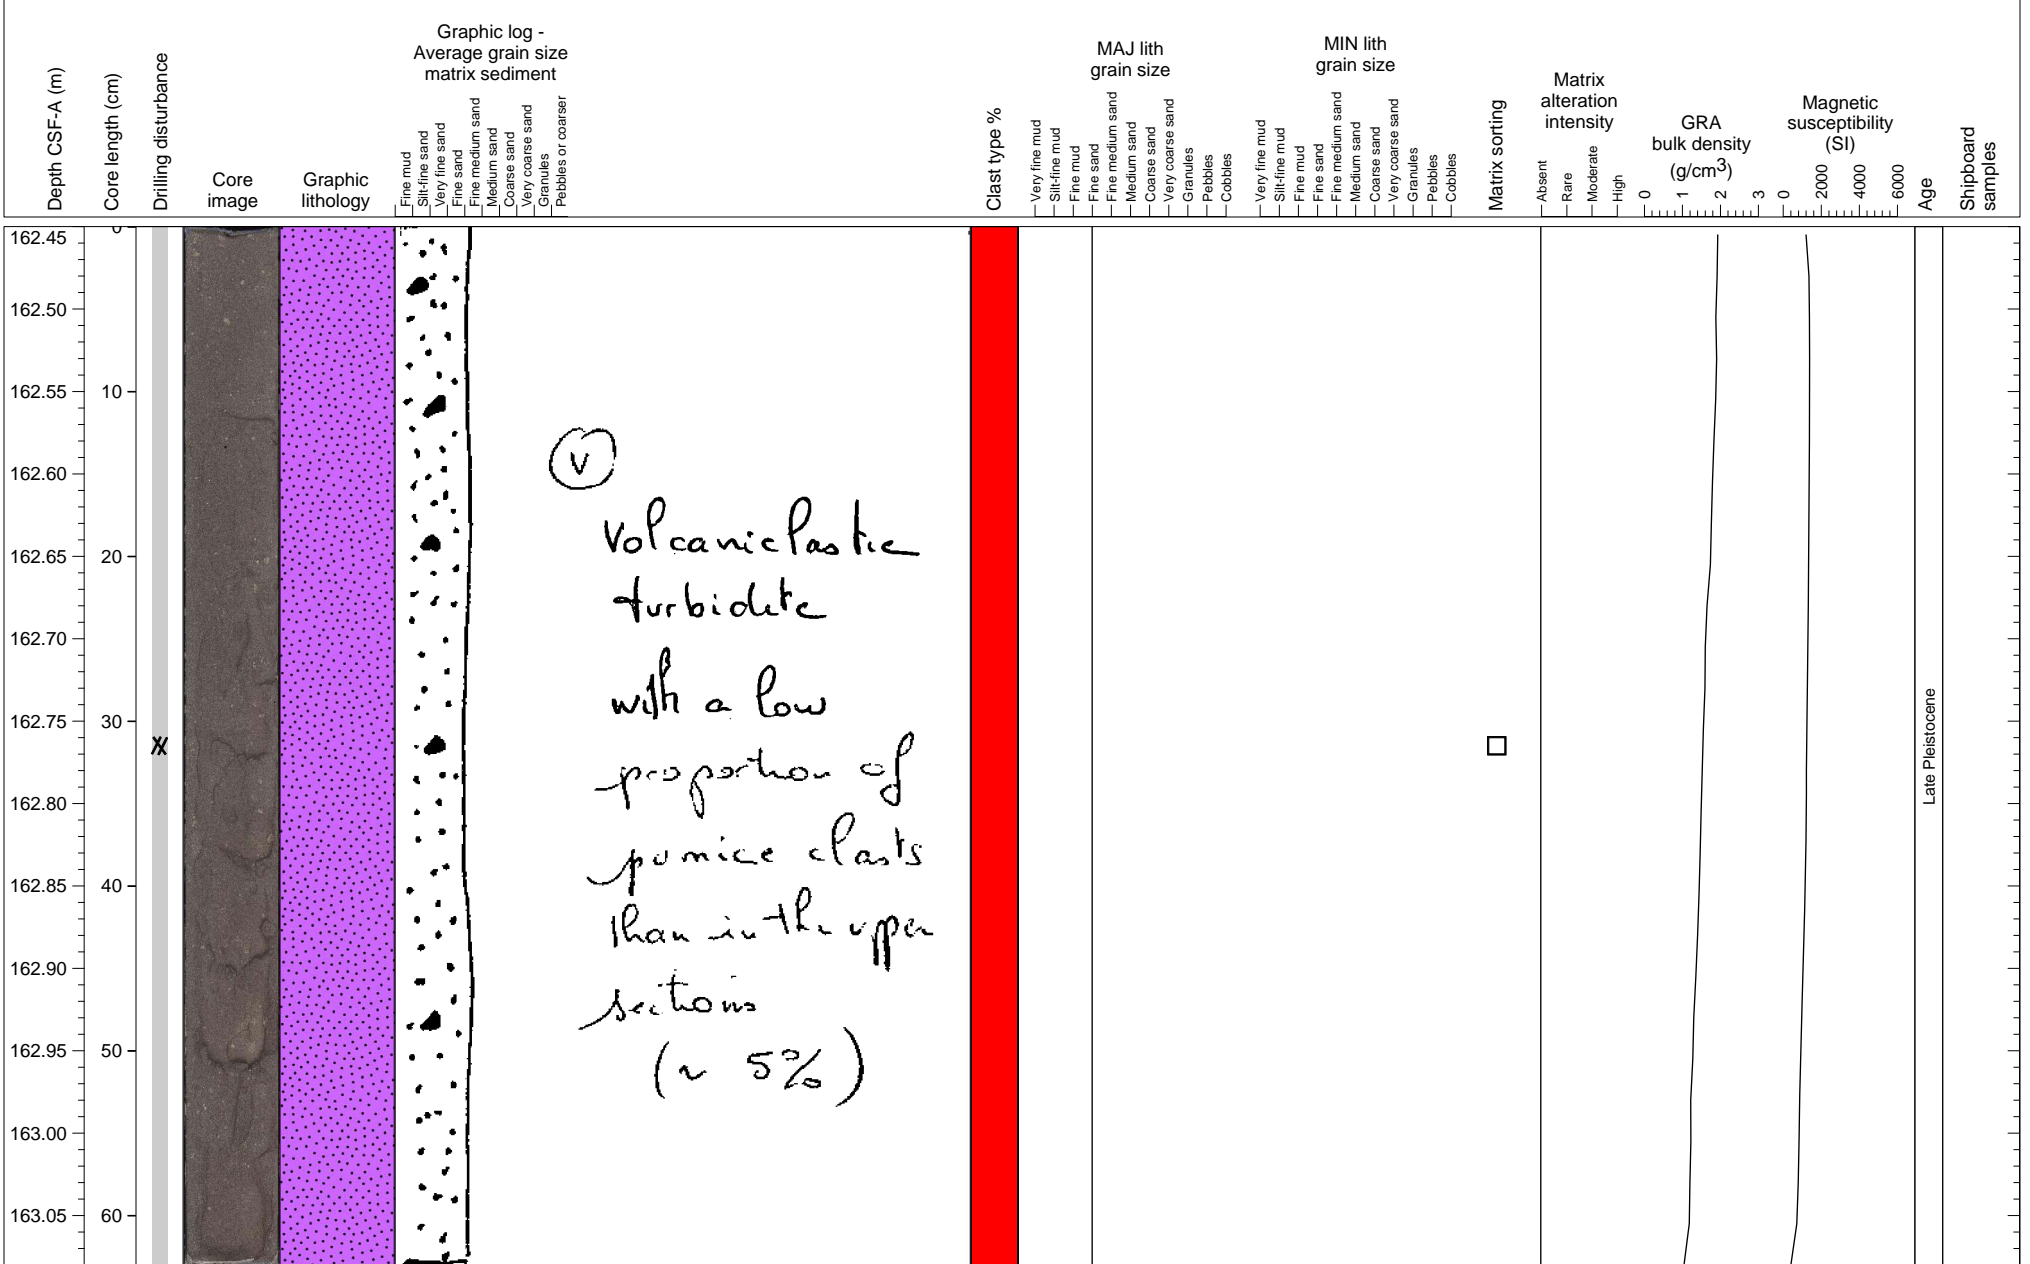 Graphic log -
Average grain size
matrix sediment
MAJ lith
grain size
MIN lith
grain size
Matrix
alteration
intensity
GRA
bulk density
(g/cm3)
Magnetic
susceptibility
(SI)
Depth CSF-A (m)
Core length (cm)
Drilling disturbance
Core
image
Graphic
lithology
Fine mud
Silt-fine sand
Very fine sand
Fine sand
Fine medium sand
Medium sand
Coarse sand
Very coarse sand
Granules
Pebbles or coarser
Clast type %
Very fine mud
Silt-fine mud
Fine mud
Fine sand
Fine medium sand
Medium sand
Coarse sand
Very coarse sand
Granules
Pebbles
Cobbles
Very fine mud
Silt-fine mud
Fine mud
Fine sand
Fine medium sand
Medium sand
Coarse sand
Very coarse sand
Granules
Pebbles
Cobbles
Matrix sorting
Absent
Rare
Moderate
High
0 1 2 3
0 2000 4000 6000
Age
Shipboard
samples
162.45 0
162.50
162.55 10
162.60
162.65 20
162.70
162.75 30
162.80
162.85 40
162.90
162.95 50
163.00
163.05 60
V
Volcaniclastic
turbidite
with a low
proportion of
pumice clasts
than in the upper
sections
(~ 5%)
Late Pleistocene